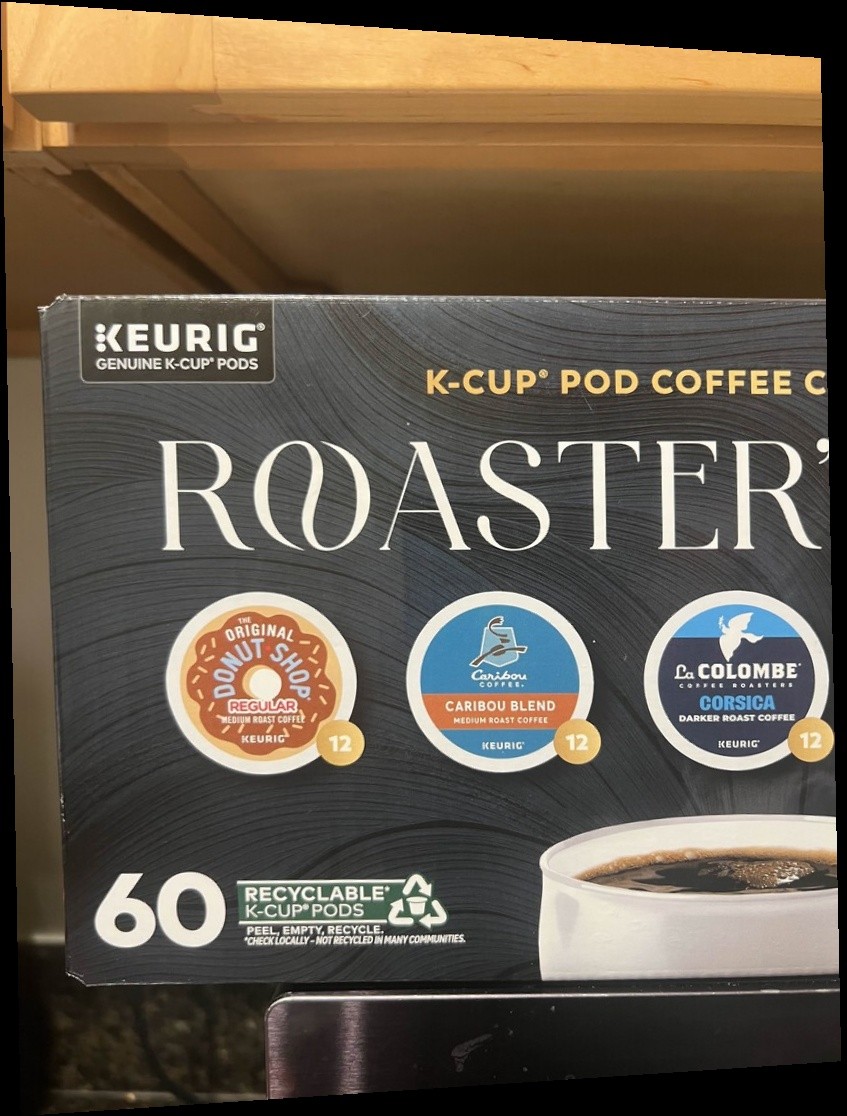 KEURIG®
GENUINE K-CUP® PODS
K-CUP® POD COFFEE C
ROASTER'
THE
ORIGINAL
DONUT SHOP
REGULAR
MEDIUM ROAST COFFEE
KEURIG®
12
Caribou
COFFEE®
CARIBOU BLEND
MEDIUM ROAST COFFEE
KEURIG®
12
La COLOMBE®
COFFEE ROASTERS
CORSICA
DARKER ROAST COFFEE
KEURIG®
12
60
RECYCLABLE*
K-CUP® PODS
PEEL, EMPTY, RECYCLE.
*CHECK LOCALLY – NOT RECYCLED IN MANY COMMUNITIES.